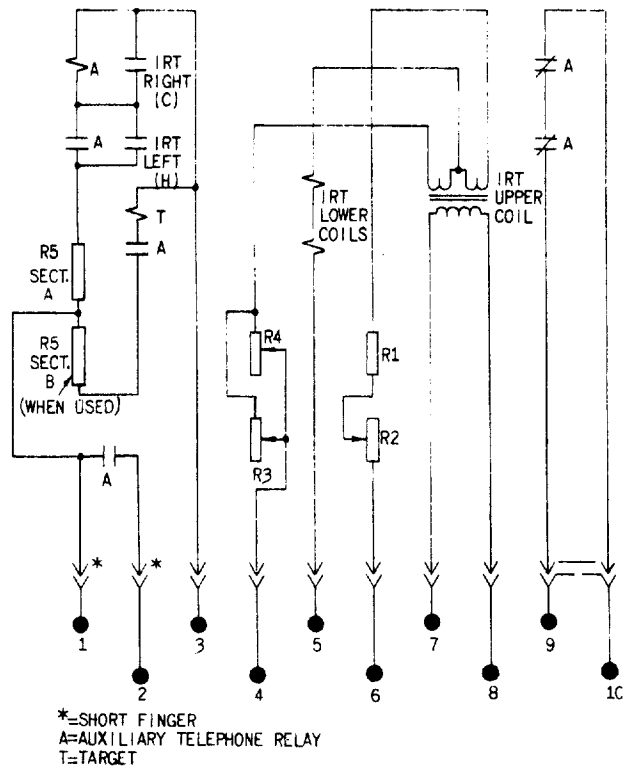 A
IRT
RIGHT
(C)
A
IRT
LEFT
(H)
T
A
R5
SECT.
A
R5
SECT.
B
(WHEN USED)
A
R4
R3
IRT
LOWER
COILS
R1
R2
IRT
UPPER
COIL
A
A
*
*
1
2
3
4
5
6
7
8
9
10
*=SHORT FINGER
A=AUXILIARY TELEPHONE RELAY
T=TARGET